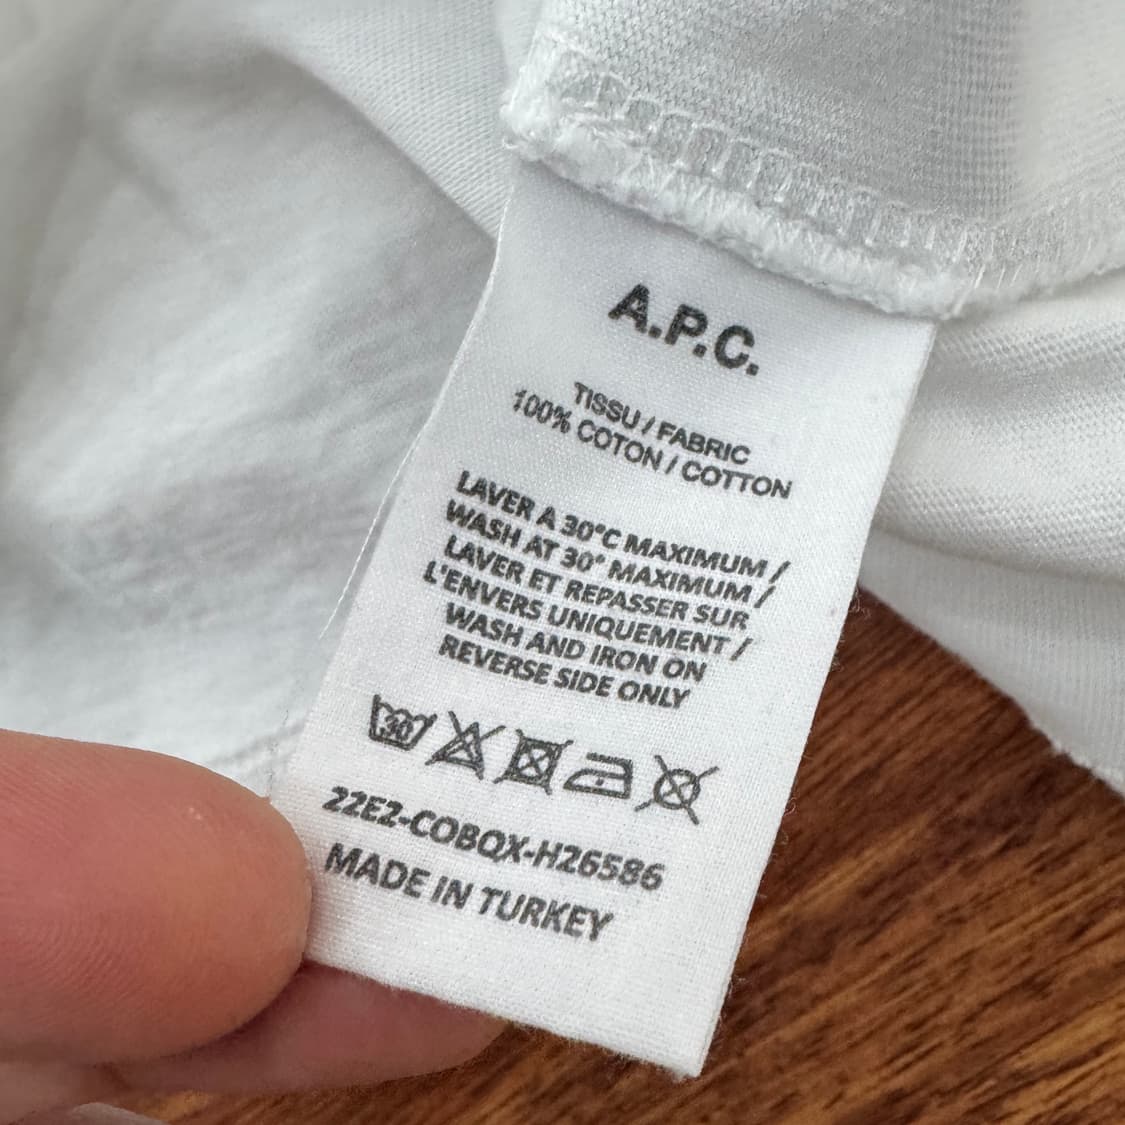 A.P.C.
TISSU / FABRIC
100% COTON / COTTON
LAVER A 30°C MAXIMUM /
WASH AT 30° MAXIMUM /
LAVER ET REPASSER SUR
L'ENVERS UNIQUEMENT /
WASH AND IRON ON
REVERSE SIDE ONLY
30
22E2-COBQX-H26586
MADE IN TURKEY